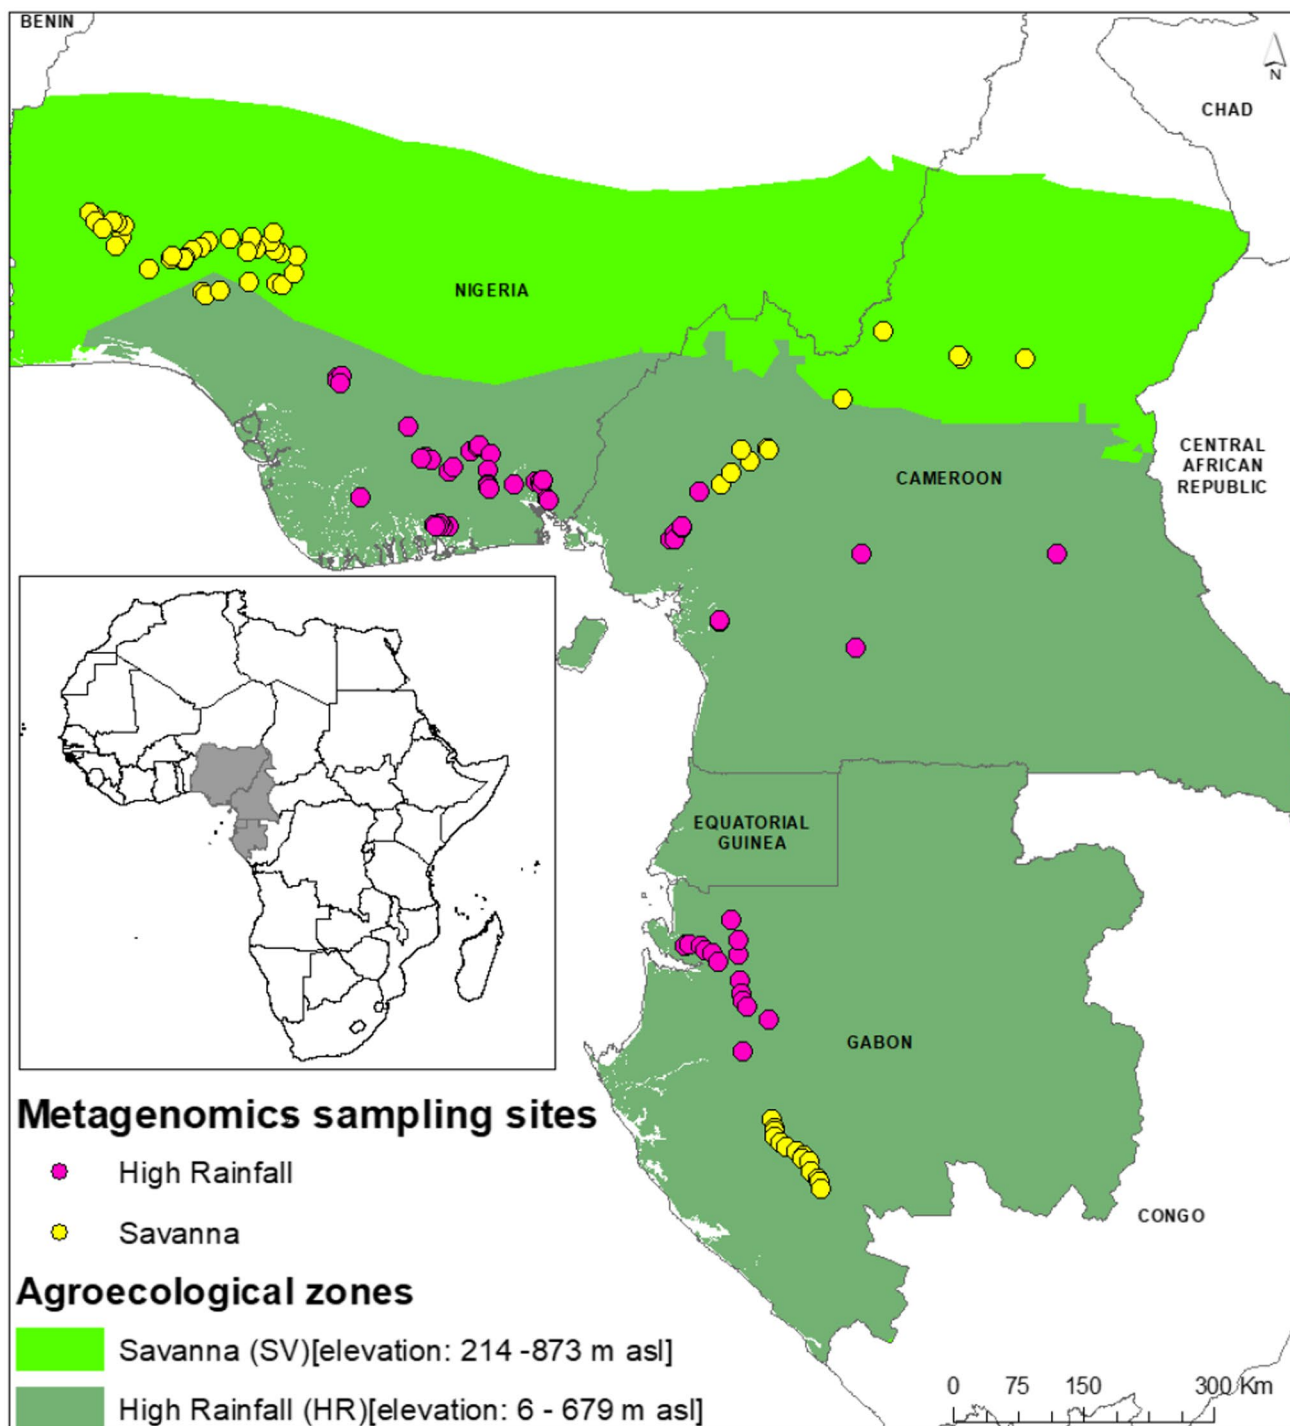 BENIN
N
CHAD
NIGERIA
CENTRAL
AFRICAN
REPUBLIC
CAMEROON
EQUATORIAL
GUINEA
GABON
CONGO
Metagenomics sampling sites
High Rainfall
Savanna
Agroecological zones
Savanna (SV)[elevation: 214 -873 m asl]
High Rainfall (HR)[elevation: 6 - 679 m asl]
0 75 150 300 Km